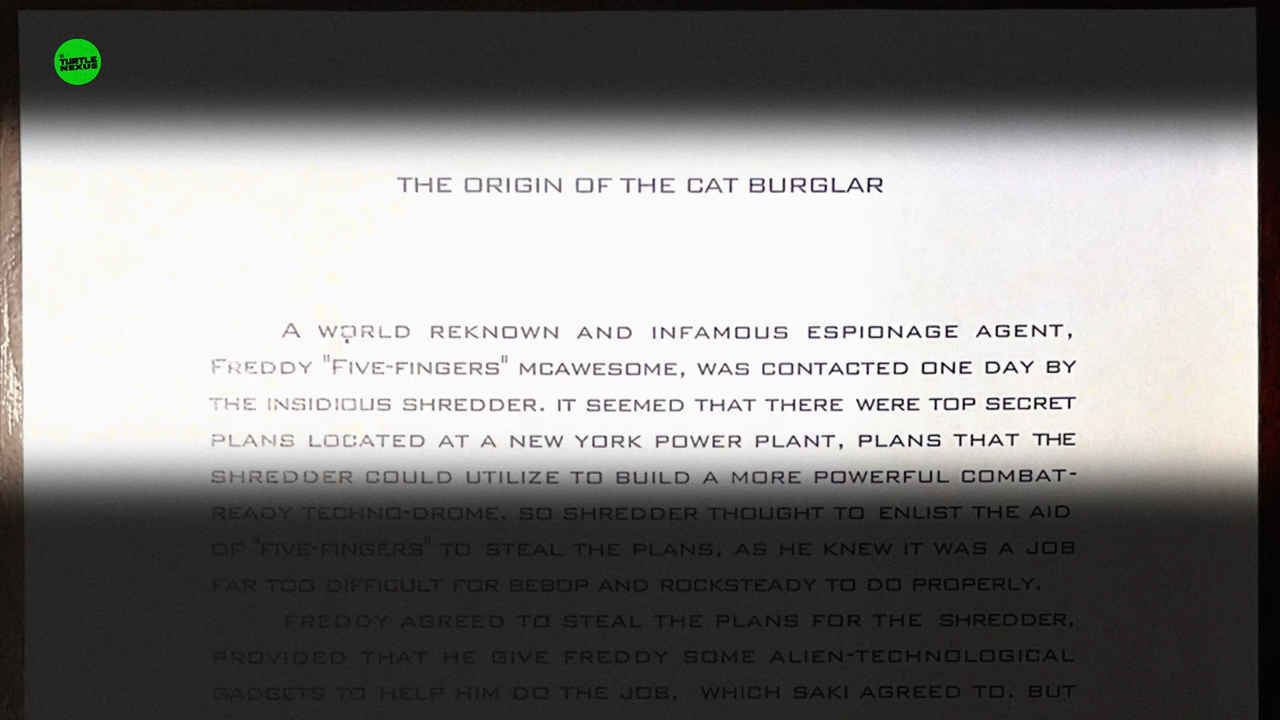 TURTLE
NEXUS
THE ORIGIN OF THE CAT BURGLAR
A WORLD REKNOWN AND INFAMOUS ESPIONAGE AGENT,
FREDDY "FIVE-FINGERS" MCAWESOME, WAS CONTACTED ONE DAY BY
THE INSIDIOUS SHREDDER. IT SEEMED THAT THERE WERE TOP SECRET
PLANS LOCATED AT A NEW YORK POWER PLANT, PLANS THAT THE
SHREDDER COULD UTILIZE TO BUILD A MORE POWERFUL COMBAT-
READY TECHNO-DROME. SO SHREDDER THOUGHT TO ENLIST THE AID
OF "FIVE-FINGERS" TO STEAL THE PLANS, AS HE KNEW IT WAS A JOB
FAR TOO DIFFICULT FOR BEBOP AND ROCKSTEADY TO DO PROPERLY.
FREDDY AGREED TO STEAL THE PLANS FOR THE SHREDDER,
PROVIDED THAT HE GIVE FREDDY SOME ALIEN-TECHNOLOGICAL
GADGETS TO HELP HIM DO THE JOB, WHICH SAKI AGREED TO. BUT